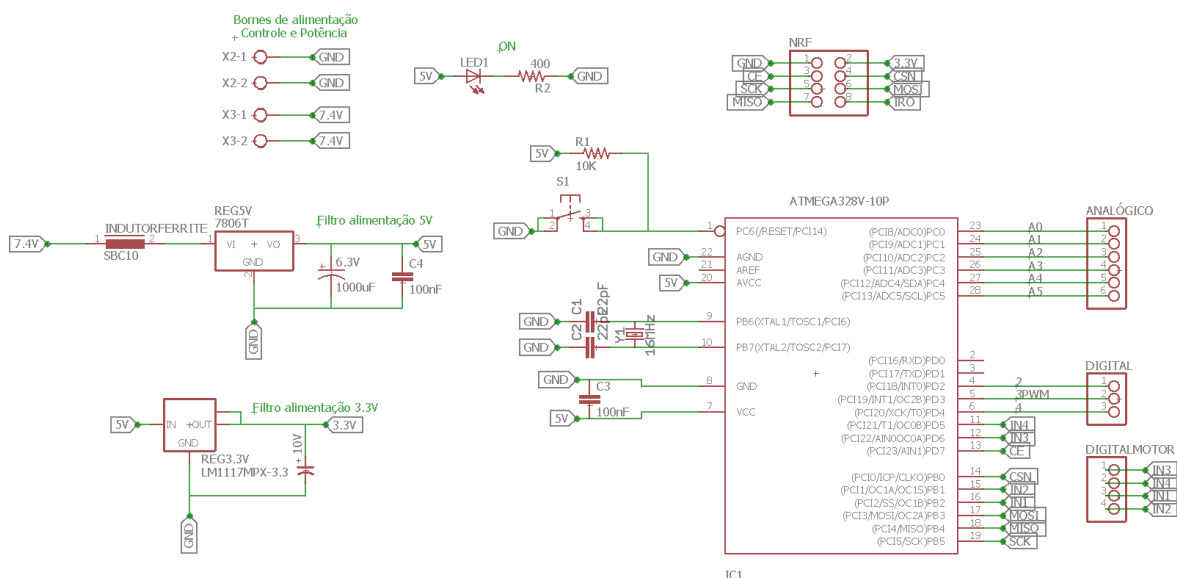 Bornes de alimentação
Controle e Potência
X2-1 GND
X2-2 GND
X3-1 7.4V
X3-2 7.4V
ON
5V LED1 400 R2 GND
NRF
GND 1 2 3.3V
CE 3 4 CSN
SCK 5 6 MOSI
MISO 7 8 IRO
5V R1 10K
S1
1 3
2 4
GND
7.4V 1 INDUTORFERRITE 2
SBC10
REG5V
7806T
1 VI VO 3
GND
2
Filtro alimentação 5V
5V
6.3V
1000uF
C4
100nF
GND
5V IN OUT
GND
REG3.3V
LM1117MPX-3.3
Filtro alimentação 3.3V
3.3V
10V
GND
ATMEGA328V-10P
1 PC6(/RESET/PCI14)
GND 22 AGND
21 AREF
5V 20 AVCC
GND C1 22pF 9 PB6(XTAL1/TOSC1/PCI6)
Y1
16MHz
GND C2 22pF 10 PB7(XTAL2/TOSC2/PCI7)
GND 8 GND
C3
100nF
5V 7 VCC
(PCI8/ADC0)PC0 23 A0
(PCI9/ADC1)PC1 24 A1
(PCI10/ADC2)PC2 25 A2
(PCI11/ADC3)PC3 26 A3
(PCI12/ADC4/SDA)PC4 27 A4
(PCI13/ADC5/SCL)PC5 28 A5
(PCI16/RXD)PD0 2
(PCI17/TXD)PD1 3
(PCI18/INT0)PD2 4 2
(PCI19/INT1/OC2B)PD3 5 3PWM
(PCI20/XCK/T0)PD4 6 4
(PCI21/T1/OC0B)PD5 11 IN4
(PCI22/AIN0OC0A)PD6 12 IN3
(PCI23/AIN1)PD7 13 CE
(PCI0/ICP/CLKO)PB0 14 CSN
(PCI1/OC1A/OC1S)PB1 15 IN2
(PCI2/SS/OC1B)PB2 16 IN1
(PCI3/MOSI/OC2A)PB3 17 MOSI
(PCI4/MISO)PB4 18 MISO
(PCI5/SCK)PB5 19 SCK
IC1
ANALÓGICO
1
2
3
4
5
6
DIGITAL
1
2
3
DIGITALMOTOR
1 IN3
2 IN4
3 IN1
4 IN2